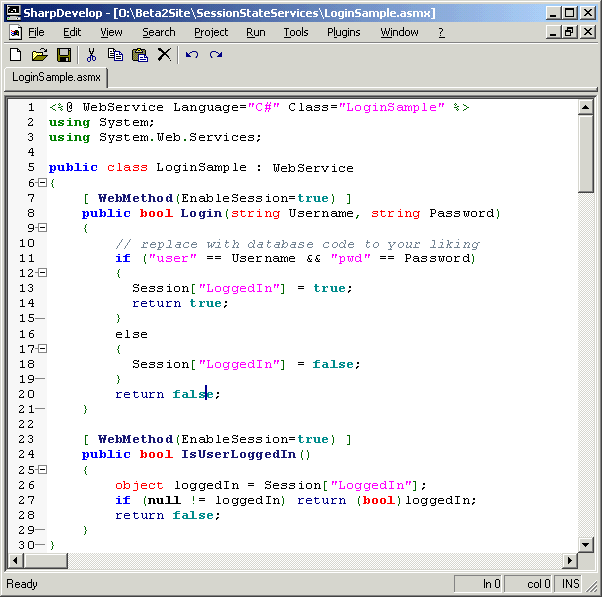 SharpDevelop - [O:\Beta2Site\SessionStateServices\LoginSample.asmx]
File Edit View Search Project Run Tools Plugins Window ?
LoginSample.asmx
1 <%@ WebService Language="C#" Class="LoginSample" %>
2 using System;
3 using System.Web.Services;
4
5 public class LoginSample : WebService
6 {
7 [ WebMethod(EnableSession=true) ]
8 public bool Login(string Username, string Password)
9 {
10 // replace with database code to your liking
11 if ("user" == Username && "pwd" == Password)
12 {
13 Session["LoggedIn"] = true;
14 return true;
15 }
16 else
17 {
18 Session["LoggedIn"] = false;
19 }
20 return false;
21 }
22
23 [ WebMethod(EnableSession=true) ]
24 public bool IsUserLoggedIn()
25 {
26 object loggedIn = Session["LoggedIn"];
27 if (null != loggedIn) return (bool)loggedIn;
28 return false;
29 }
30 }
Ready ln 0 col 0 INS